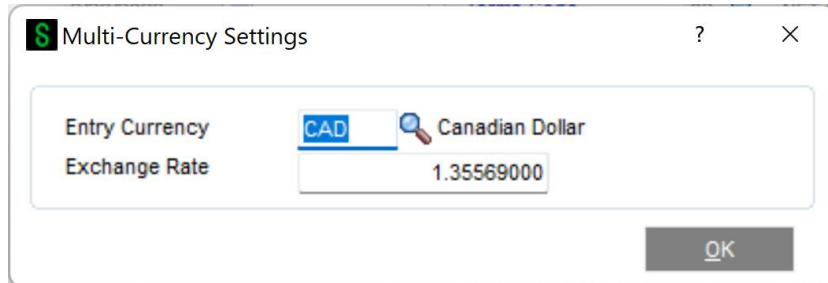 S Multi-Currency Settings ?
Entry Currency CAD Canadian Dollar
Exchange Rate 1.35569000
OK